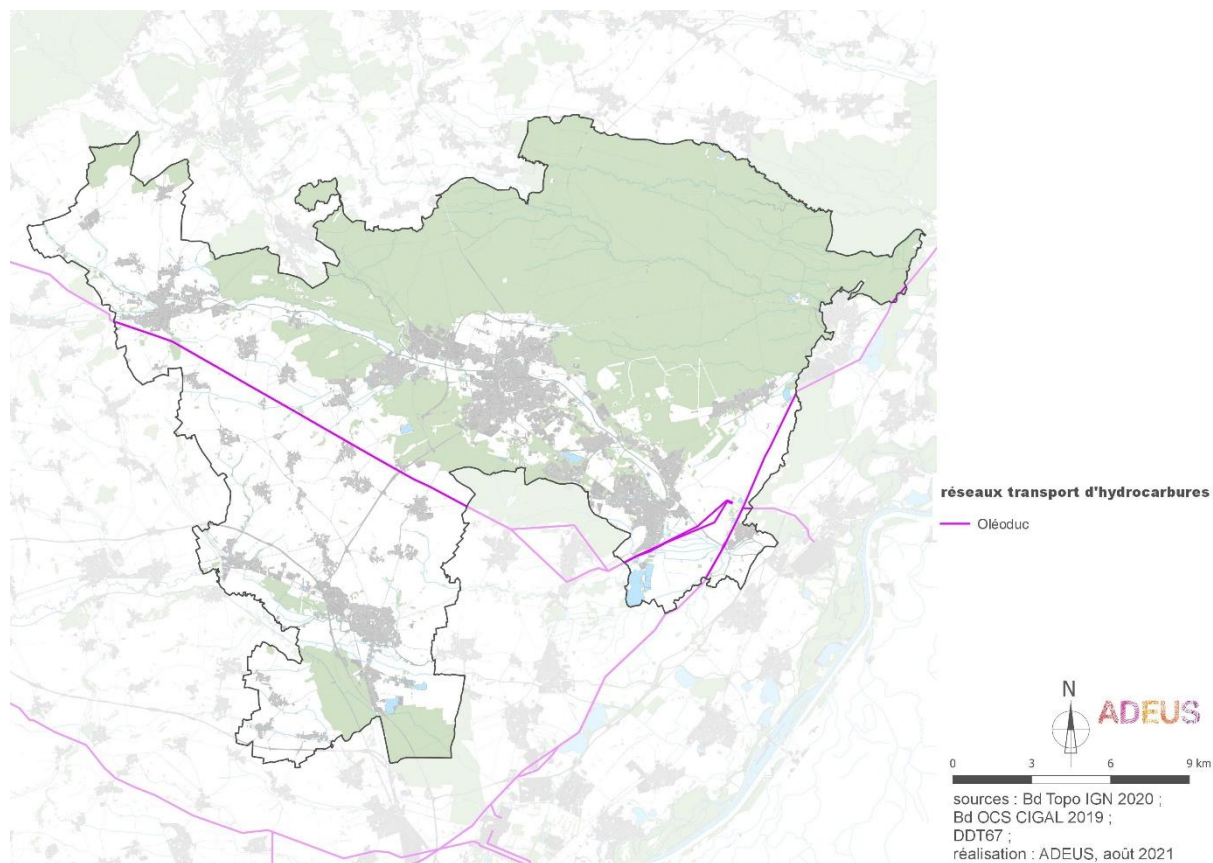 réseaux transport d'hydrocarbures
Oléoduc
N
ADEUS
0 3 6 9 km
sources : Bd Topo IGN 2020 ;
Bd OCS CIGAL 2019 ;
DDT67 ;
réalisation : ADEUS, août 2021